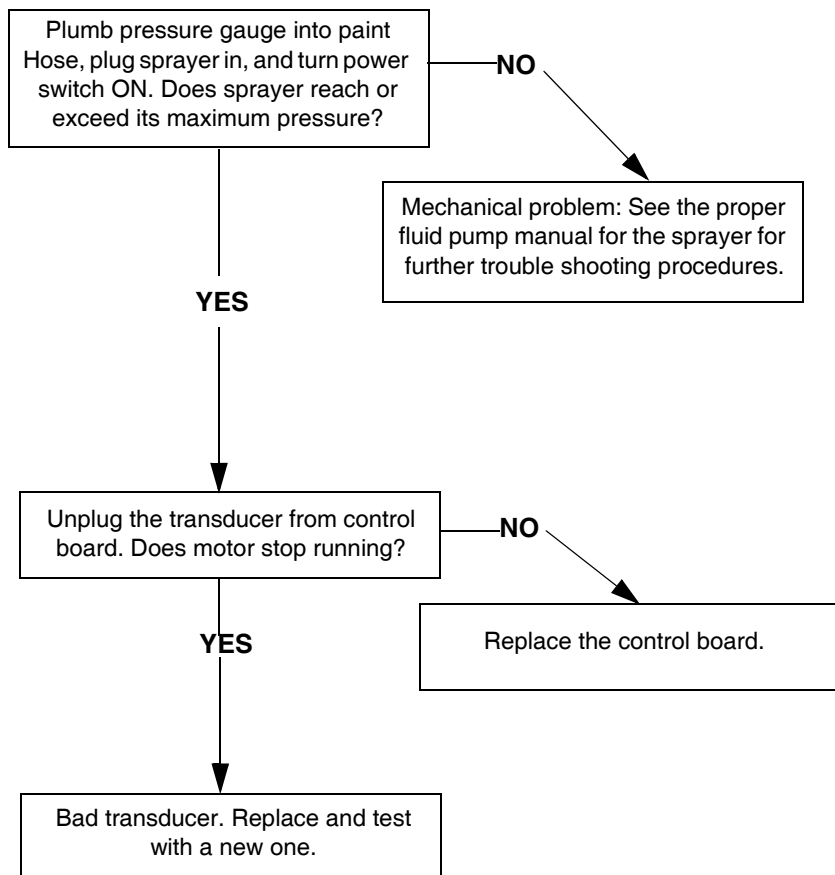 Plumb pressure gauge into paint
Hose, plug sprayer in, and turn power
switch ON. Does sprayer reach or
exceed its maximum pressure?
NO
Mechanical problem: See the proper
fluid pump manual for the sprayer for
further trouble shooting procedures.
YES
Unplug the transducer from control
board. Does motor stop running?
NO
Replace the control board.
YES
Bad transducer. Replace and test
with a new one.